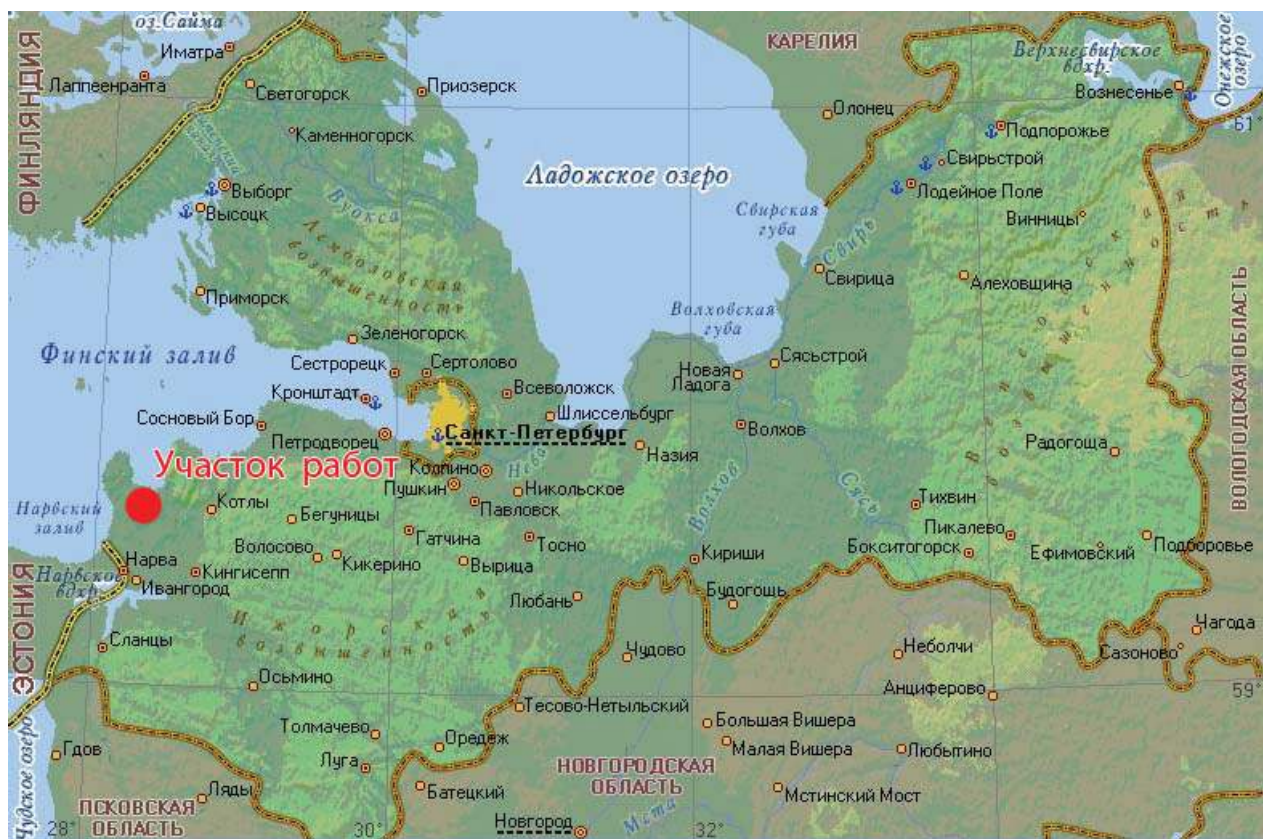 оз.Сайма
Иматра
ФИНЛЯНДИЯ
Лаппеенранта
Светогорск
Приозерск
Каменногорск
КАРЕЛИЯ
Олонец
Верхнесвирское
вдхр.
Онежское
озеро
Вознесенье
61°
Подпорожье
Свирьстрой
Лодейное Поле
Винницы
Ладожское озеро
Выборг
Высоцк
Вуокса
Лемболовская
возвышенность
Свирская
губа
Свирь
Свирица
Алеховщина
Приморск
Зеленогорск
Волховская
губа
Финский залив
Сестрорецк
Сертолово
Новая
Ладога
Сясьстрой
Кронштадт
Всеволожск
Сосновый Бор
Шлиссельбург
Петродворец
Санкт-Петербург
Волхов
Назия
Радогоща
ВОЛОГОДСКАЯ ОБЛАСТЬ
Участок работ
Колпино
Нева
Пушкин
Никольское
Павловск
Нарвский
залив
Котлы
Бегуницы
Волхов
Сясь
Тихвин
Пикалево
Гатчина
Тосно
Волосово
Кикерино
Вырица
Кириши
Бокситогорск
Ефимовский
Подборовье
Нарва
Нарвское
вдхр.
Ивангород
Кингисепп
Любань
Будогощь
ЭСТОНИЯ
Ижорская
возвышенность
Сланцы
Чудово
Неболчи
Чагода
Сазоново
Осьмино
Анциферово
59°
Тесово-Нетыльский
Толмачево
Большая Вишера
Гдов
Оредеж
Малая Вишера
Любытино
Чудское озеро
Луга
НОВГОРОДСКАЯ
ОБЛАСТЬ
Ляды
Батецкий
Мстинский Мост
ПСКОВСКАЯ
ОБЛАСТЬ
Новгород
Мста
28°
30°
32°